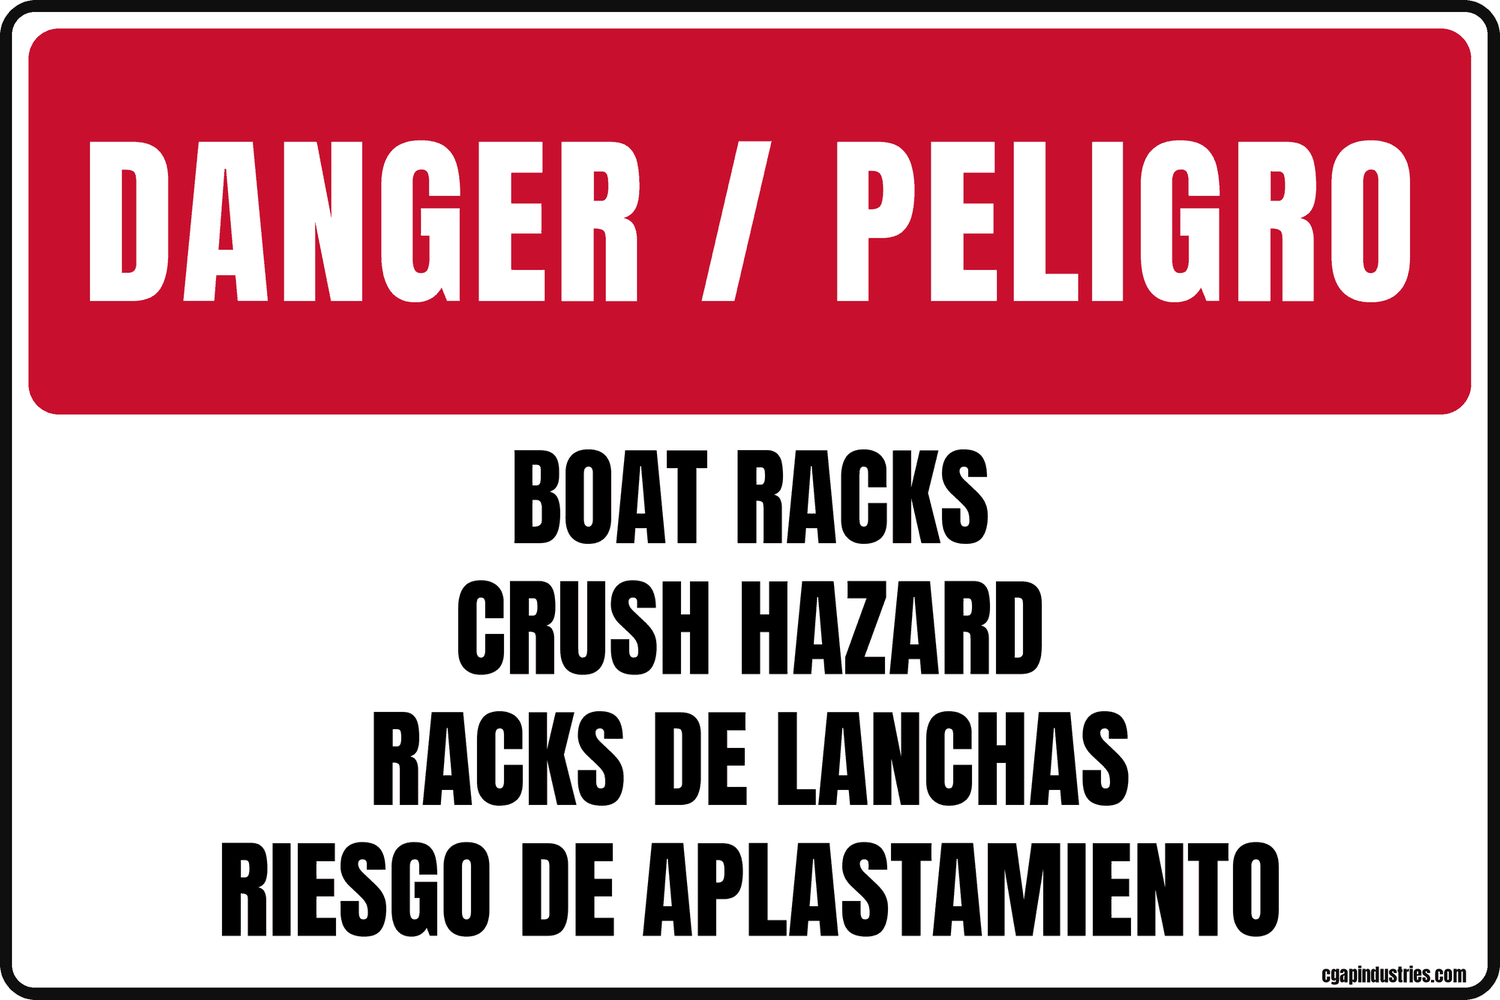 DANGER / PELIGRO
BOAT RACKS
CRUSH HAZARD
RACKS DE LANCHAS
RIESGO DE APLASTAMIENTO
cgapindustries.com